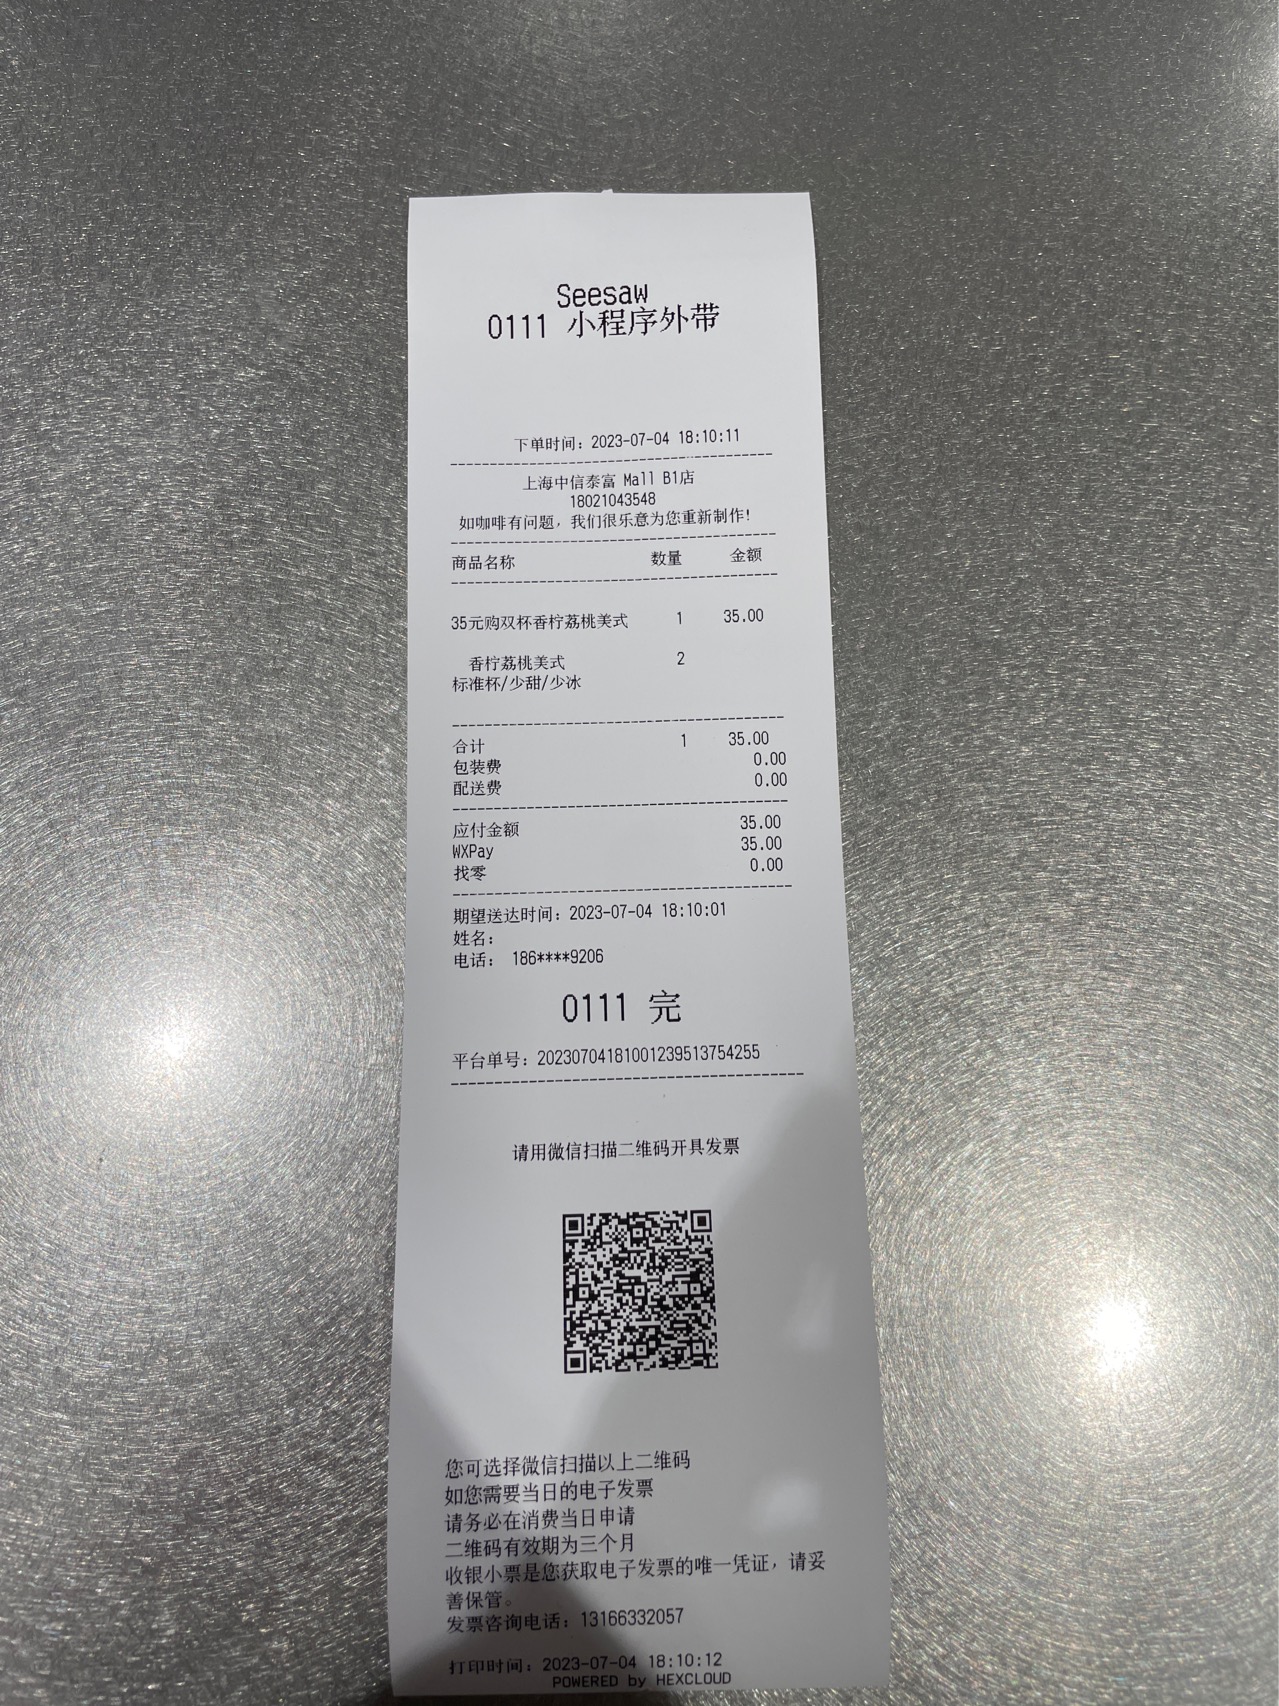 Seesaw
0111 小程序外带
下单时间：2023-07-04 18:10:11
上海中信泰富 Mall B1店
18021043548
如咖啡有问题，我们很乐意为您重新制作！
商品名称 数量 金额
35元购双杯香柠荔桃美式 1 35.00
香柠荔桃美式 2
标准杯/少甜/少冰
合计 1 35.00
包装费 0.00
配送费 0.00
应付金额 35.00
WXPay 35.00
找零 0.00
期望送达时间：2023-07-04 18:10:01
姓名：
电话： 186****9206
0111 完
平台单号：20230704181001239513754255
请用微信扫描二维码开具发票
您可选择微信扫描以上二维码
如您需要当日的电子发票
请务必在消费当日申请
二维码有效期为三个月
收银小票是您获取电子发票的唯一凭证，请妥
善保管。
发票咨询电话：13166332057
打印时间：2023-07-04 18:10:12
POWERED by HEXCLOUD